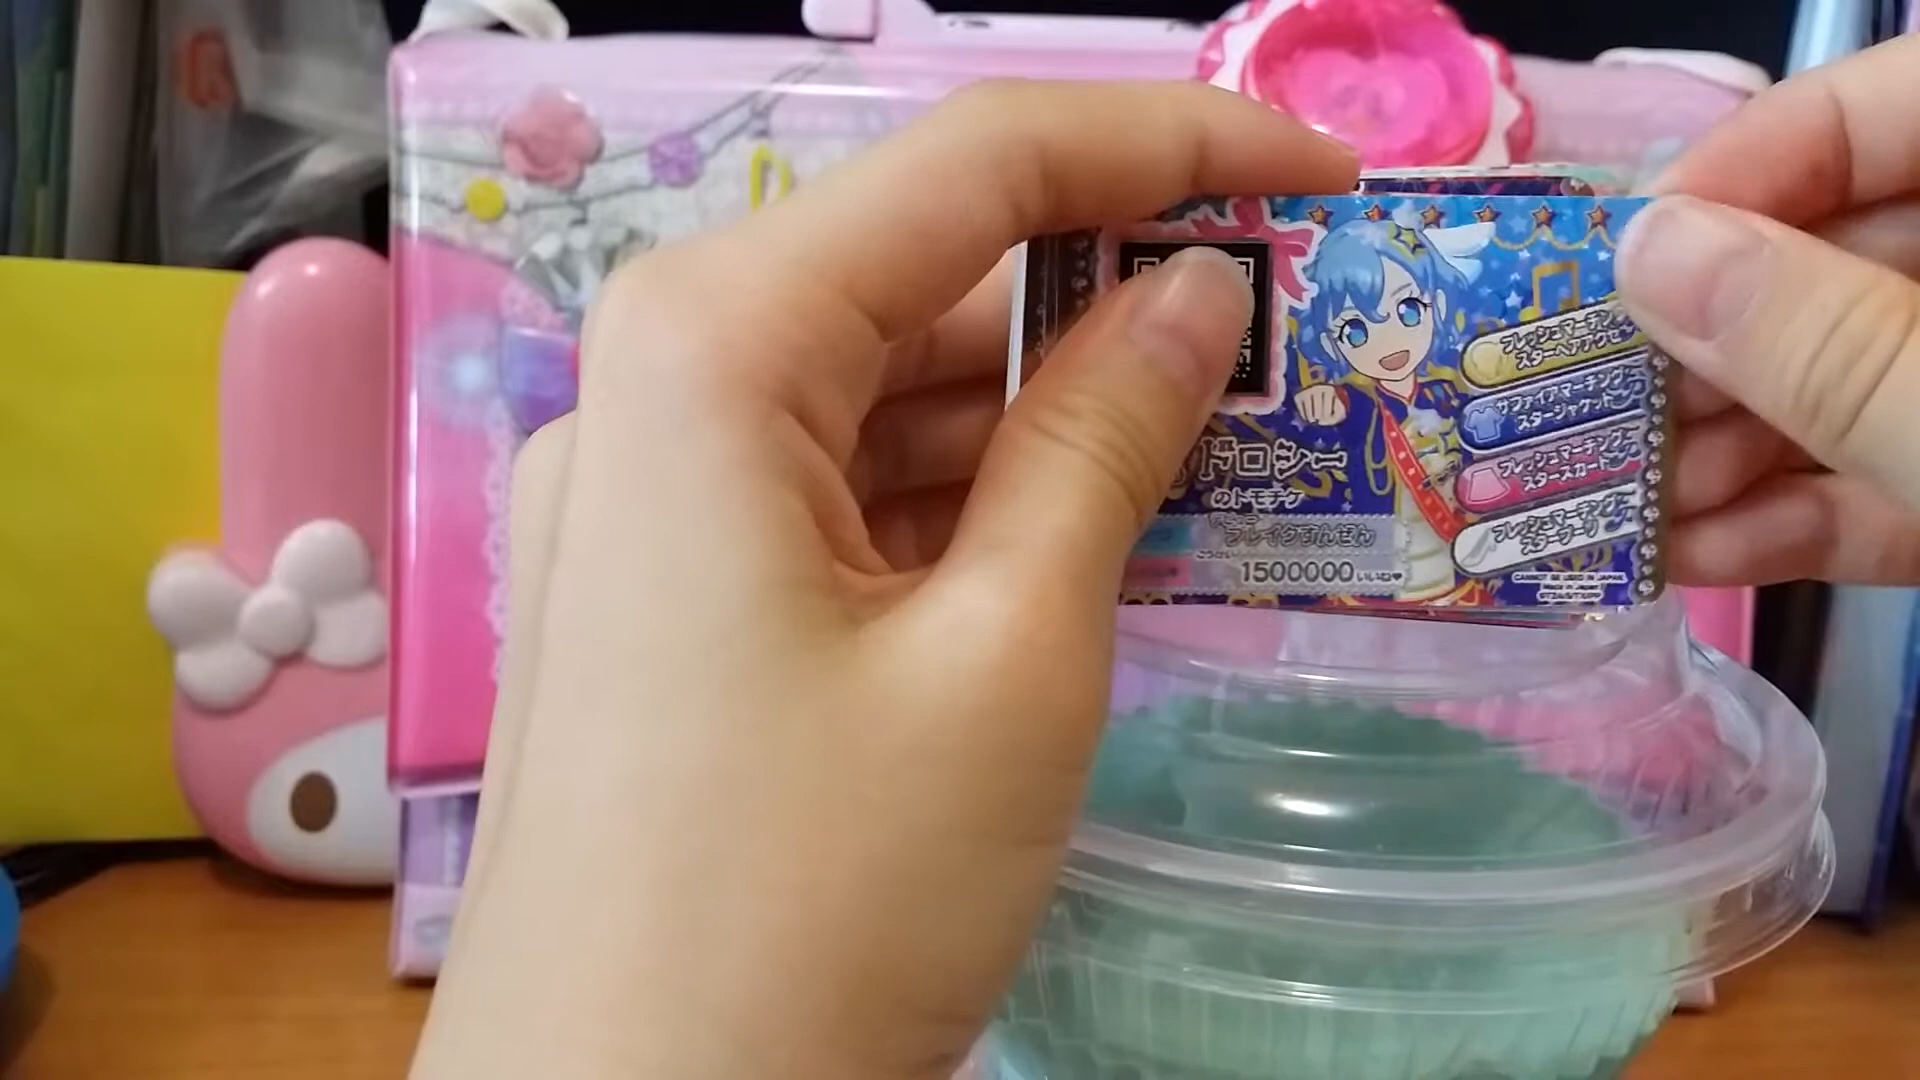 ドロシー
のトモチケ
ブレイクすんぜん
1500000いいね♥
フレッシュマーチング
スターヘアアクセ
サファイアマーチング
スタージャケット
フレッシュマーチング
スタースカート
フレッシュマーチング
スターブーツ
CANNOT BE USED IN JAPAN.
Made in Japan